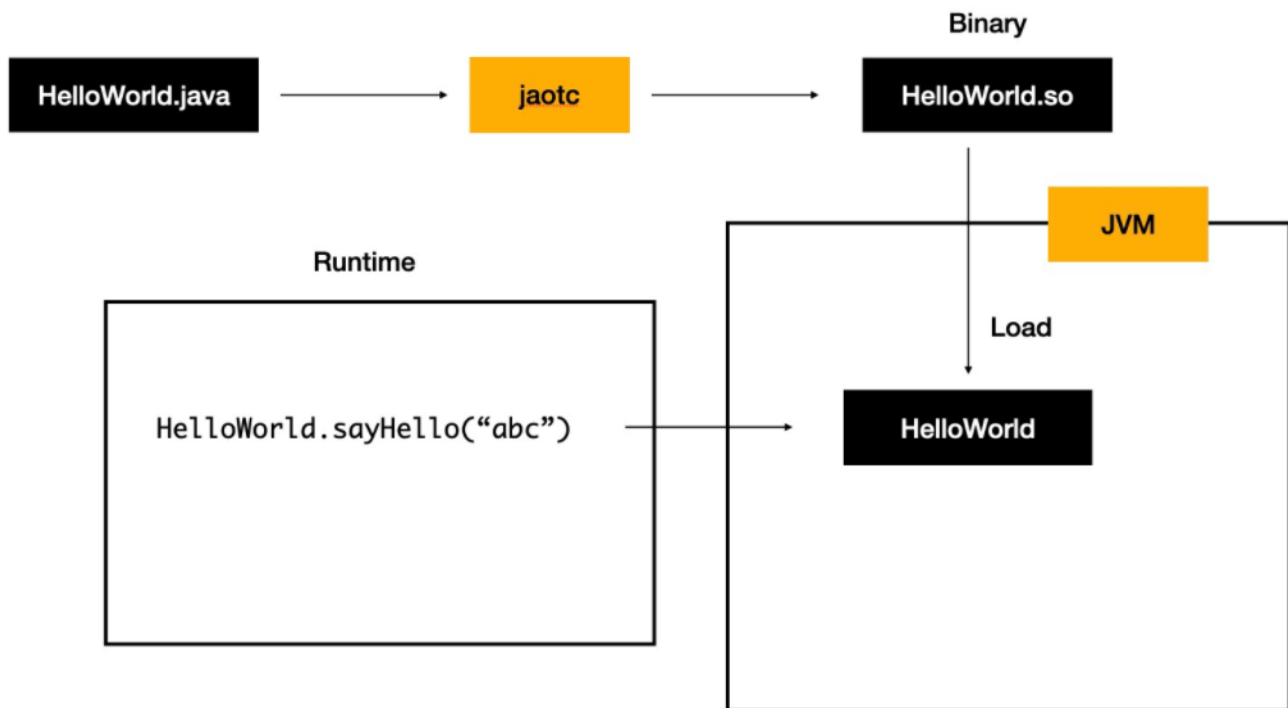 Binary
HelloWorld.java
jaotc
HelloWorld.so
JVM
Runtime
Load
HelloWorld.sayHello(“abc”)
HelloWorld